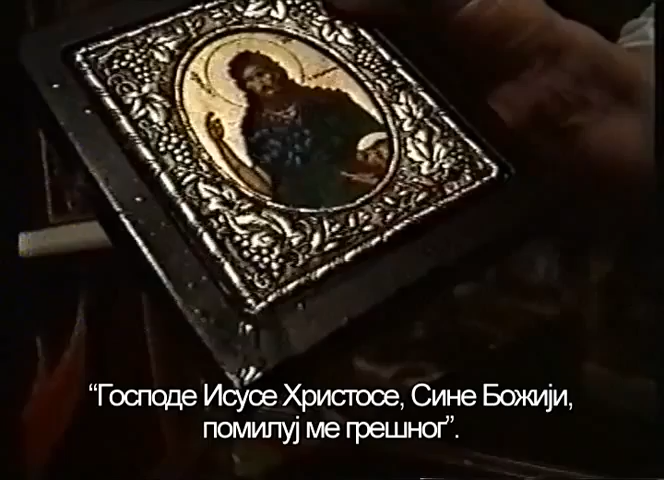 “Господе Исусе Христосе, Сине Божији,
помилуј ме грешног”.